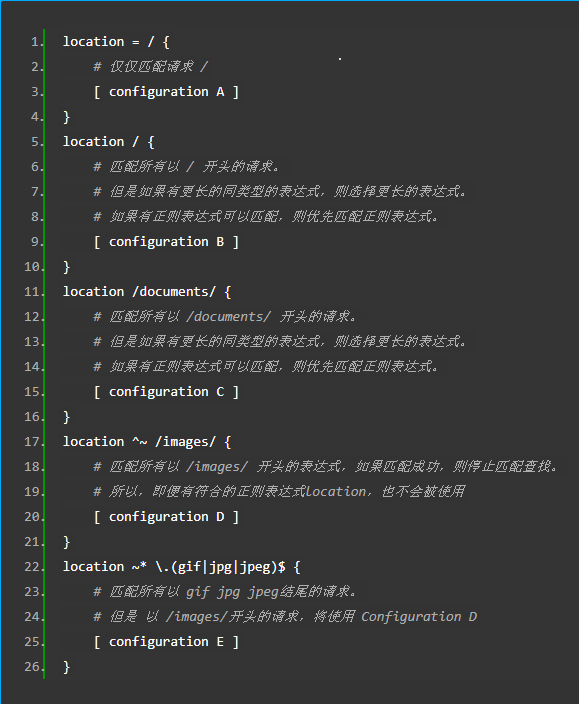 1. location = / {
2. # 仅仅匹配请求 /
3. [ configuration A ]
4. }
5. location / {
6. # 匹配所有以 / 开头的请求。
7. # 但是如果有更长的同类型的表达式，则选择更长的表达式。
8. # 如果有正则表达式可以匹配，则优先匹配正则表达式。
9. [ configuration B ]
10. }
11. location /documents/ {
12. # 匹配所有以 /documents/ 开头的请求。
13. # 但是如果有更长的同类型的表达式，则选择更长的表达式。
14. # 如果有正则表达式可以匹配，则优先匹配正则表达式。
15. [ configuration C ]
16. }
17. location ^~ /images/ {
18. # 匹配所有以 /images/ 开头的表达式，如果匹配成功，则停止匹配查找。
19. # 所以，即便有符合的正则表达式location，也不会被使用
20. [ configuration D ]
21. }
22. location ~* \.(gif|jpg|jpeg)$ {
23. # 匹配所有以 gif jpg jpeg结尾的请求。
24. # 但是 以 /images/开头的请求，将使用 Configuration D
25. [ configuration E ]
26. }